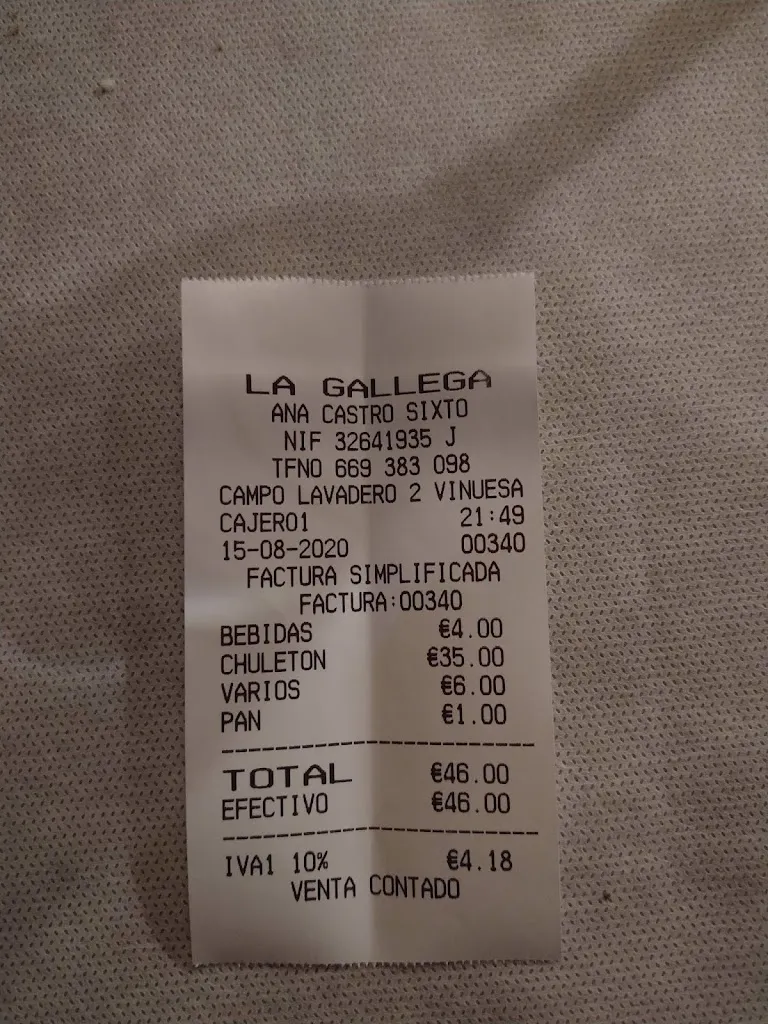 LA GALLEGA
ANA CASTRO SIXTO
NIF 32641935 J
TFNO 669 383 098
CAMPO LAVADERO 2 VINUESA
CAJERO1 21:49
15-08-2020 00340
FACTURA SIMPLIFICADA
FACTURA:00340
BEBIDAS €4.00
CHULETON €35.00
VARIOS €6.00
PAN €1.00
TOTAL €46.00
EFECTIVO €46.00
IVA1 10% €4.18
VENTA CONTADO